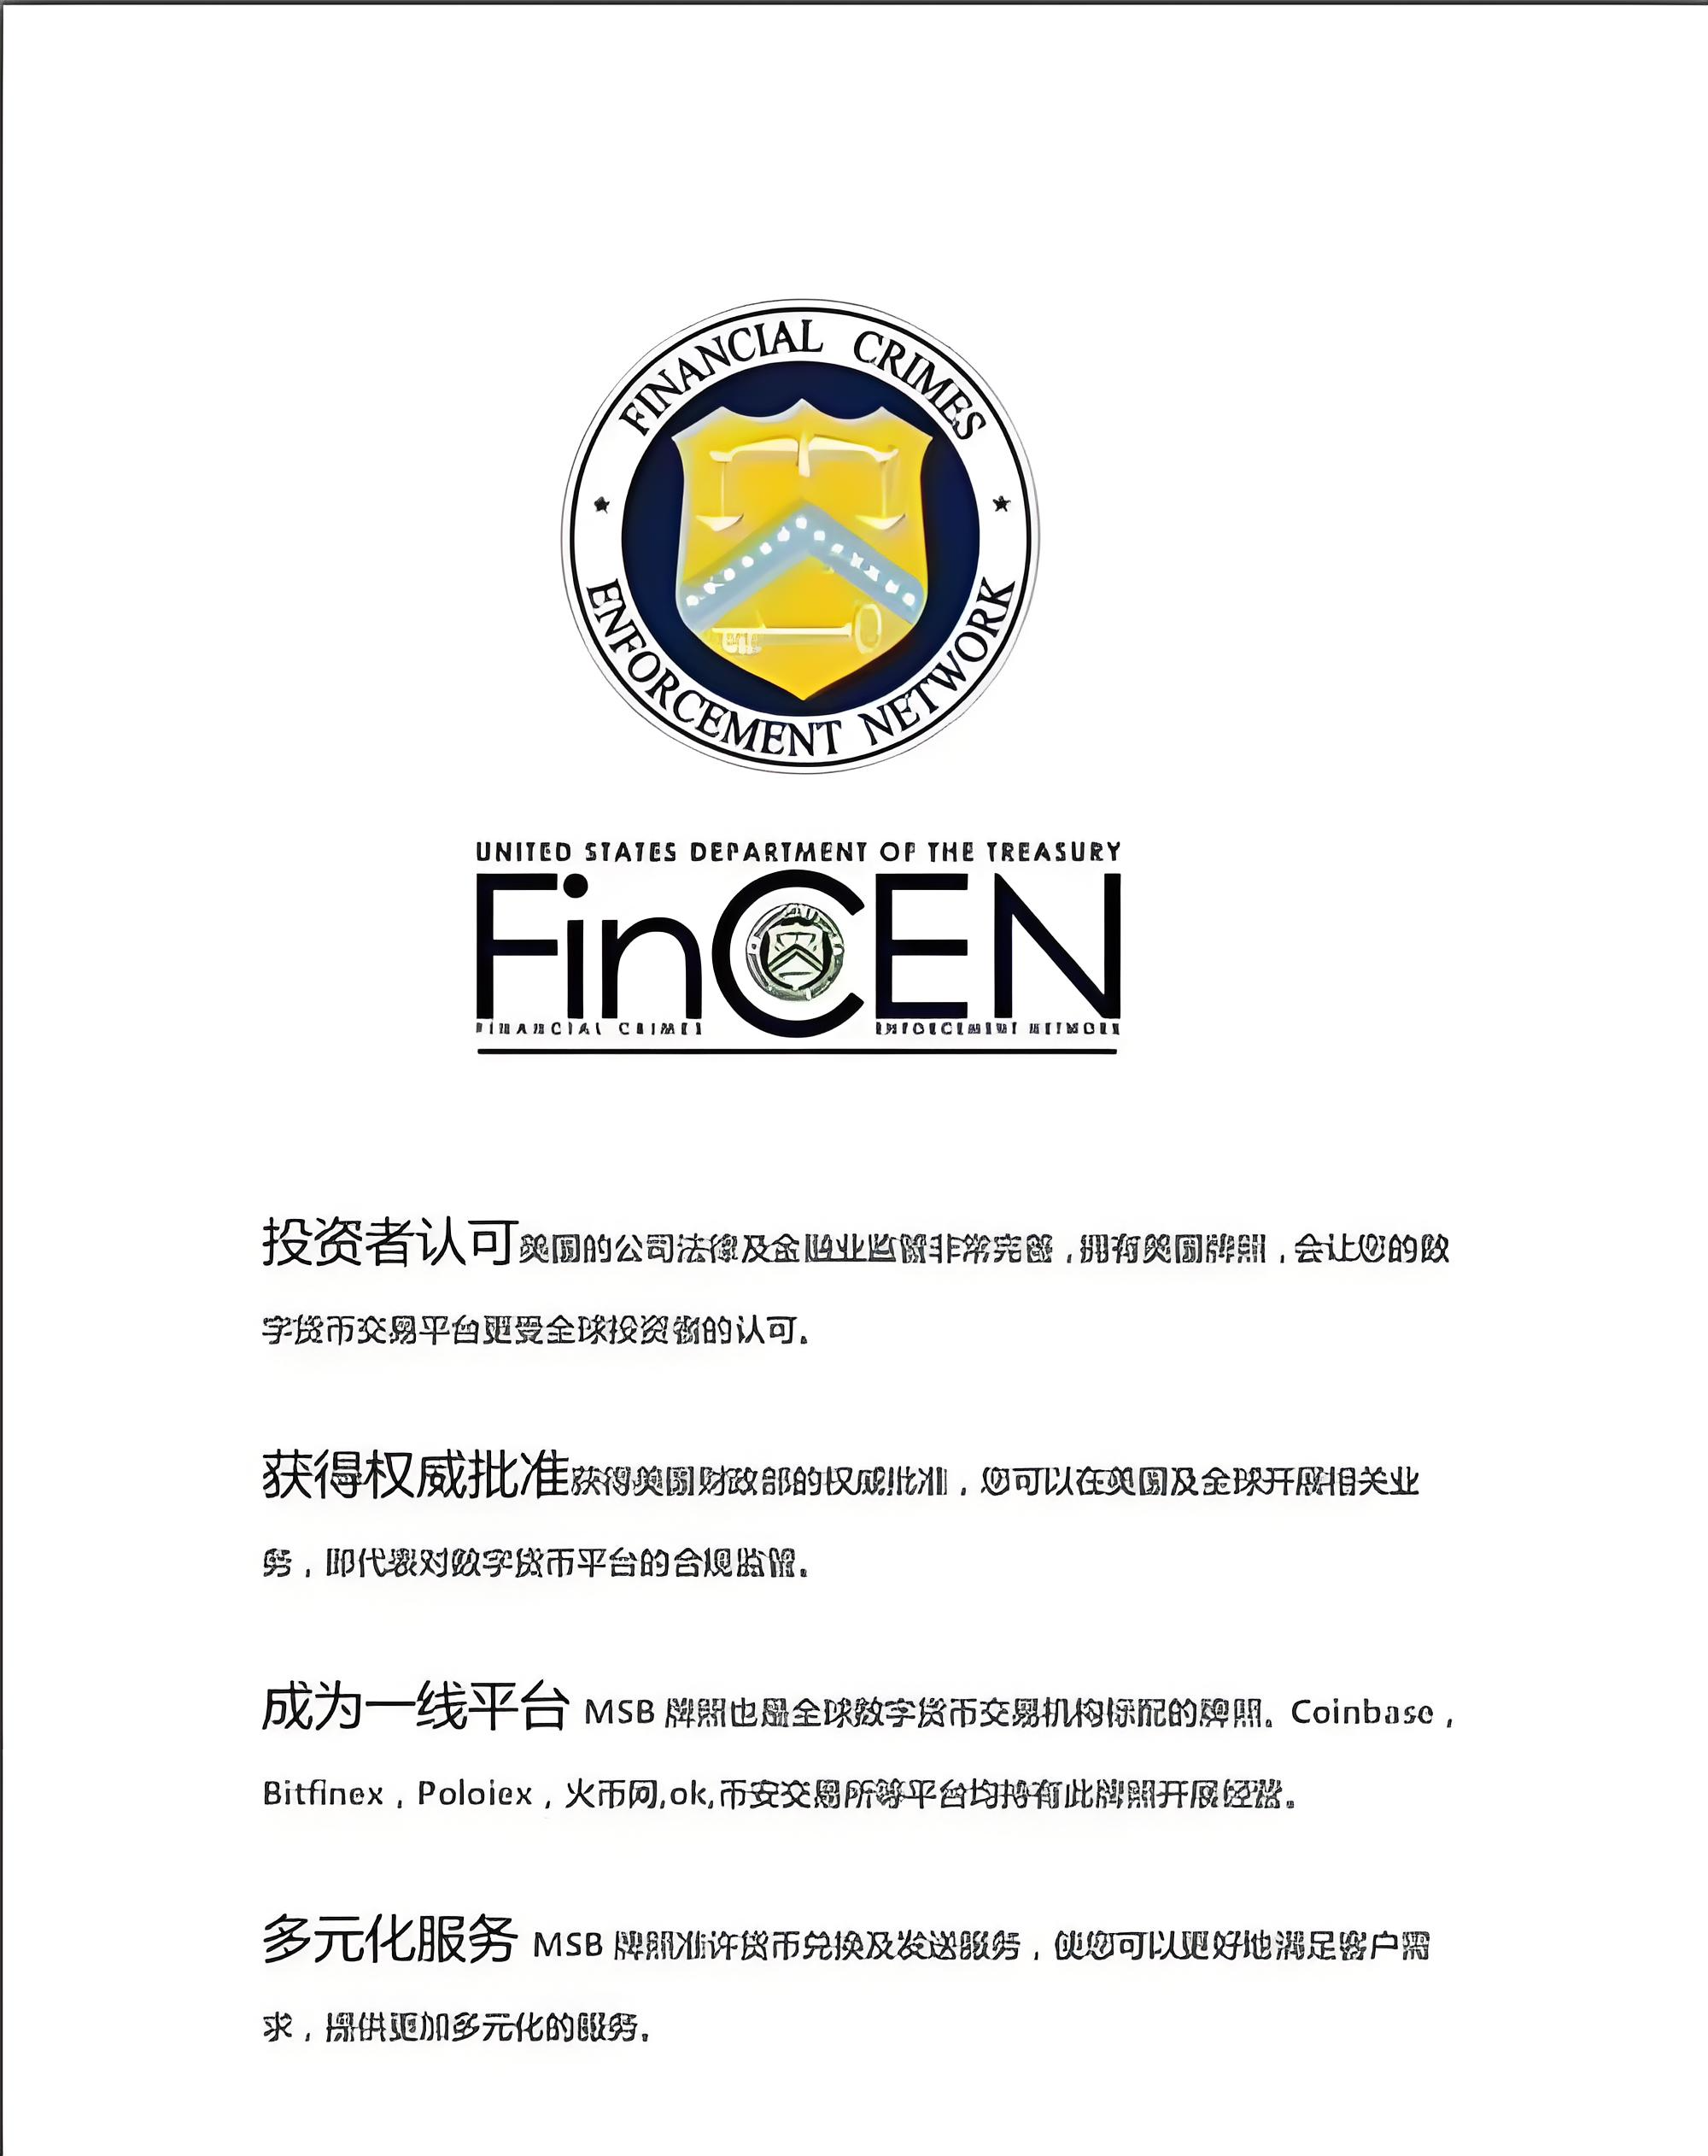 FINANCIAL CRIMES
ENFORCEMENT NETWORK
UNITED STATES DEPARTMENT OF THE TREASURY
FinCEN
FINANCIAL CRIMES ENFORCEMENT NETWORK
投资者认可美国的公司法律及金融业监管非常完善，拥有美国牌照，会让您的数
字货币交易平台更受全球投资者的认可。
获得权威批准获得美国财政部的权威批准，您可以在美国及全球开展相关业
务，即代表对数字货币平台的合规监管。
成为一线平台 MSB 牌照也是全球数字货币交易机构标配的牌照。Coinbase，
Bitfinex，Poloiex，火币网,ok,币安交易所等平台均持有此牌照开展经营。
多元化服务 MSB 牌照准许货币兑换及发送服务，使您可以更好地满足客户需
求，提供更加多元化的服务。